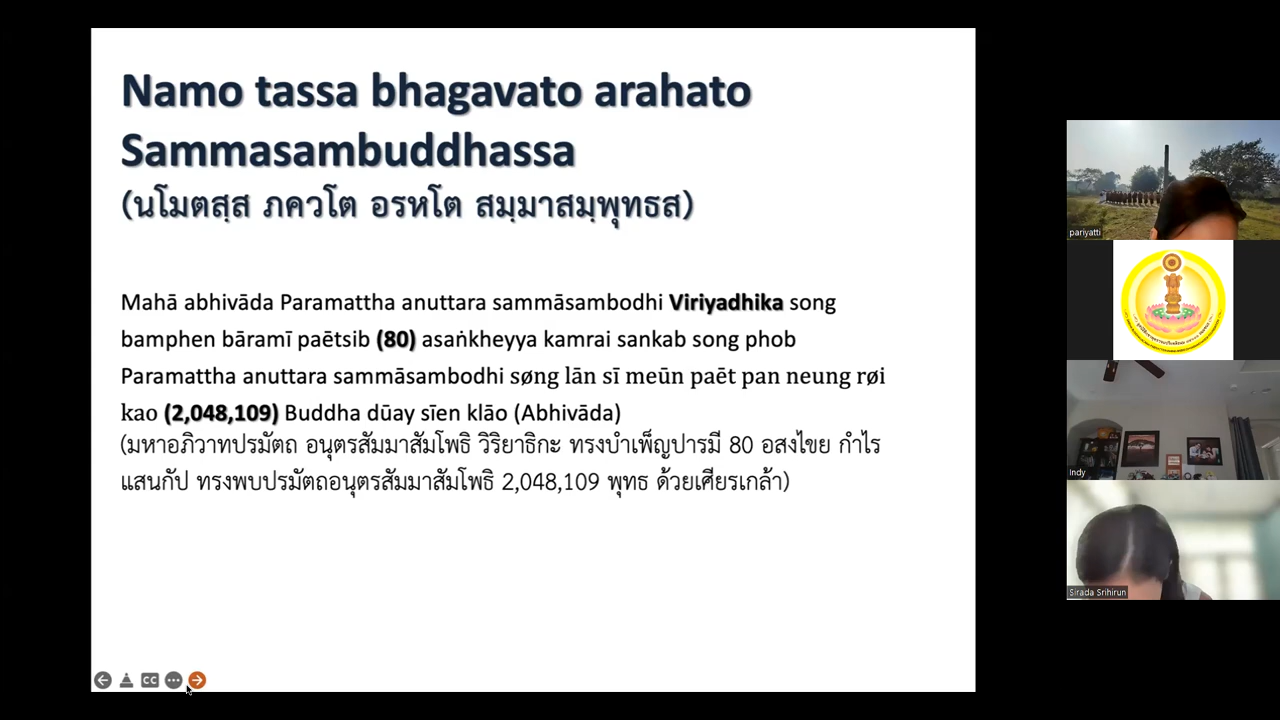 Namo tassa bhagavato arahato
Sammasambuddhassa
(นโมตสฺส ภควโต อรหโต สมฺมาสมฺพุทธส)
Mahā abhivāda Paramattha anuttara sammāsambodhi Viriyadhika song
bamphen bāramī paētsib (80) asaṅkheyya kamrai sankab song phob
Paramattha anuttara sammāsambodhi søng lān sī meūn paēt pan neung røi
kao (2,048,109) Buddha dūay sīen klāo (Abhivāda)
(มหาอภิวาทปรมัตถ อนุตรสัมมาสัมโพธิ วิริยาธิกะ ทรงบำเพ็ญปารมี 80 อสงไขย กำไร
แสนกัป ทรงพบปรมัตถอนุตรสัมมาสัมโพธิ 2,048,109 พุทธ ด้วยเศียรเกล้า)
CC
pariyatti
Indy
Sirada Srihirun